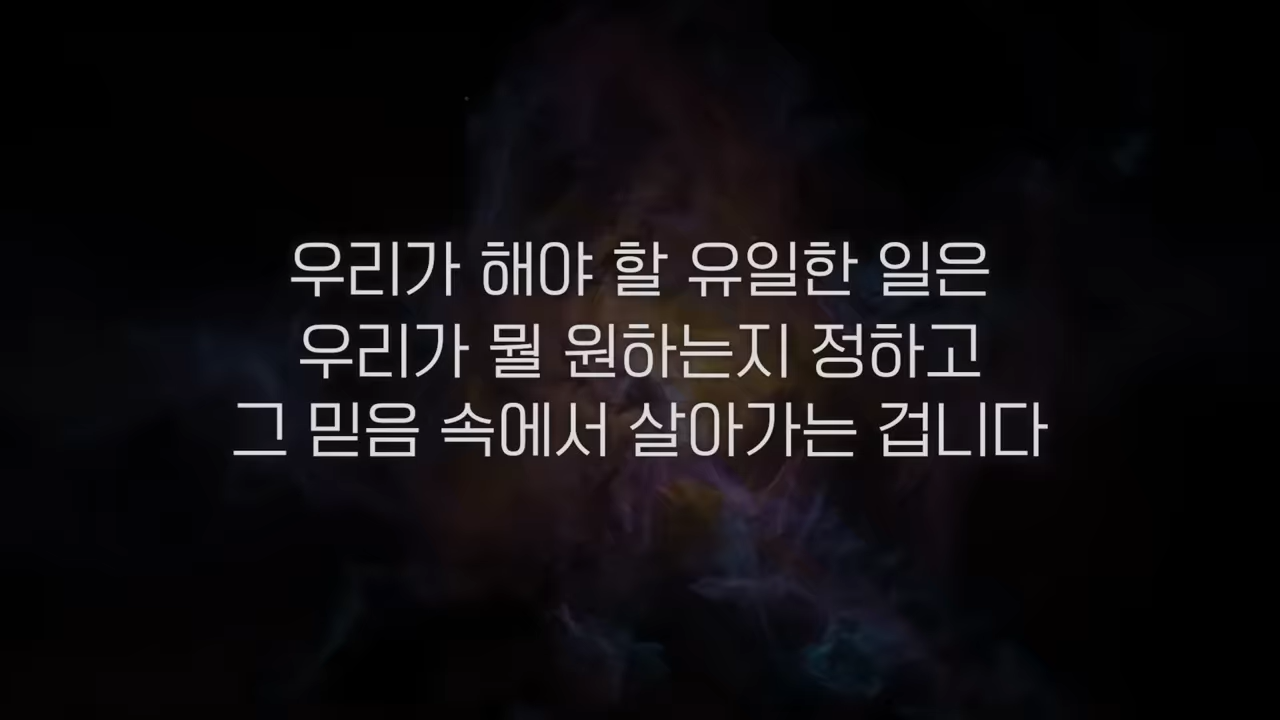 우리가 해야 할 유일한 일은
우리가 뭘 원하는지 정하고
그 믿음 속에서 살아가는 겁니다